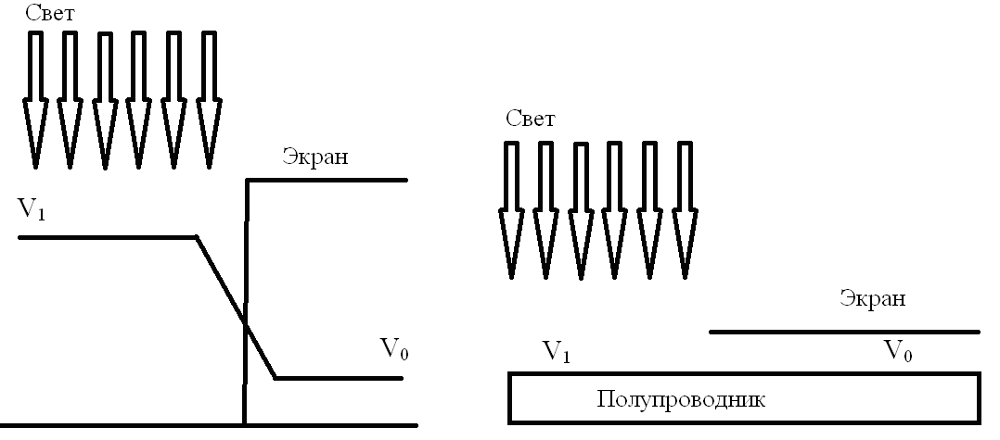 Свет
Экран
V₁
V₀
Свет
Экран
V₁
V₀
Полупроводник